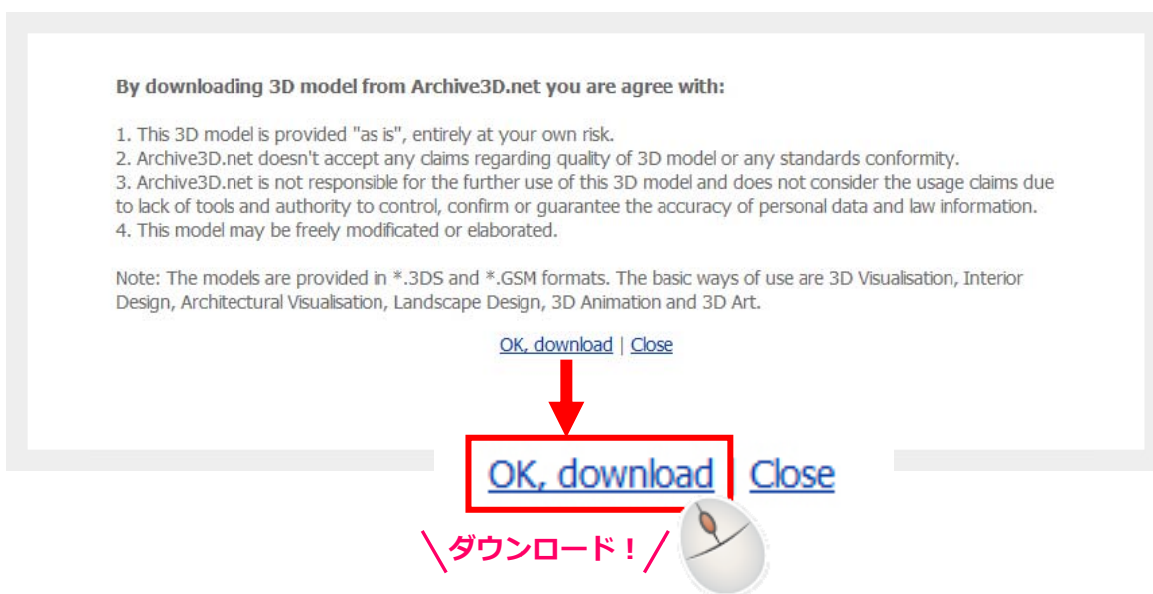 By downloading 3D model from Archive3D.net you are agree with:
1. This 3D model is provided "as is", entirely at your own risk.
2. Archive3D.net doesn't accept any claims regarding quality of 3D model or any standards conformity.
3. Archive3D.net is not responsible for the further use of this 3D model and does not consider the usage claims due
to lack of tools and authority to control, confirm or guarantee the accuracy of personal data and law information.
4. This model may be freely modificated or elaborated.
Note: The models are provided in *.3DS and *.GSM formats. The basic ways of use are 3D Visualisation, Interior
Design, Architectural Visualisation, Landscape Design, 3D Animation and 3D Art.
OK, download | Close
OK, download Close
ダウンロード！